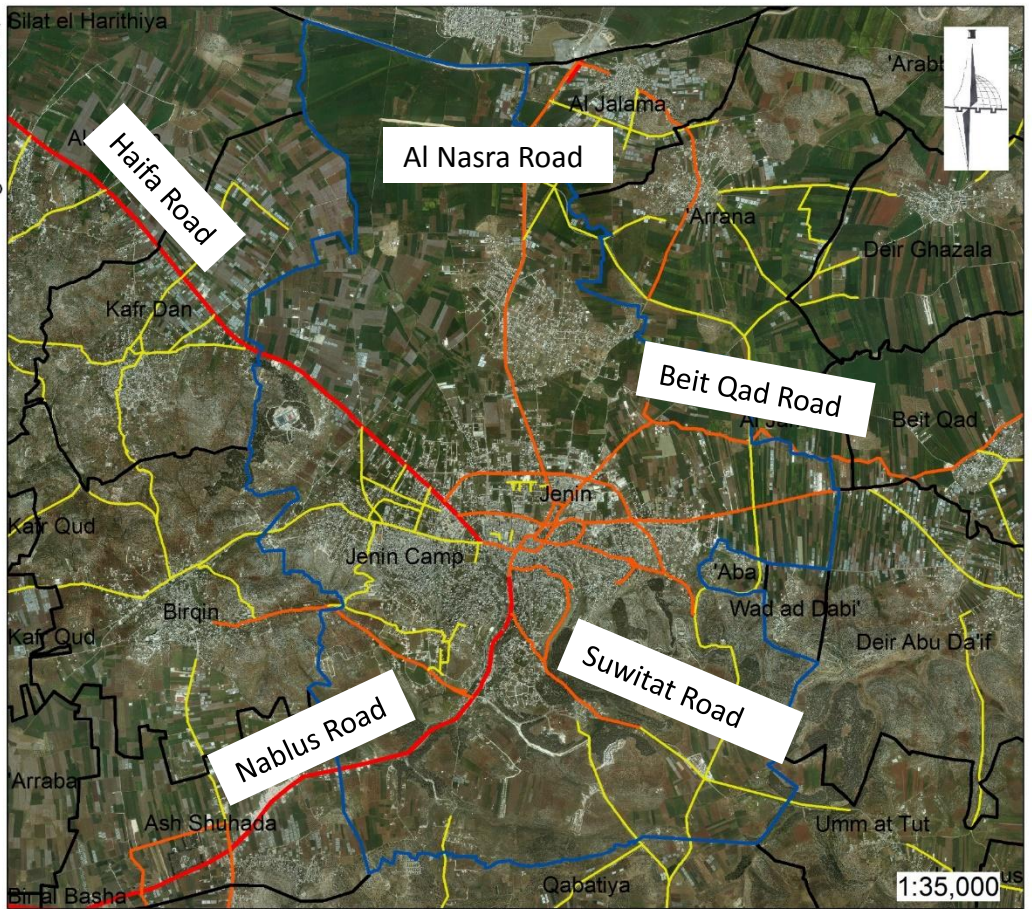 Silat el Harithiya
'Arabb
Al Jalama
Haifa Road
Al Nasra Road
'Arrana
Deir Ghazala
Kafr Dan
Beit Qad Road
Beit Qad
Jenin
Kafr Qud
Jenin Camp
'Aba
Birqin
Wad ad Dabi'
Kafr Qud
Deir Abu Da'if
Suwitat Road
Nablus Road
'Arraba
Ash Shuhada
Umm at Tut
Qabatiya
Bir al Basha
1:35,000